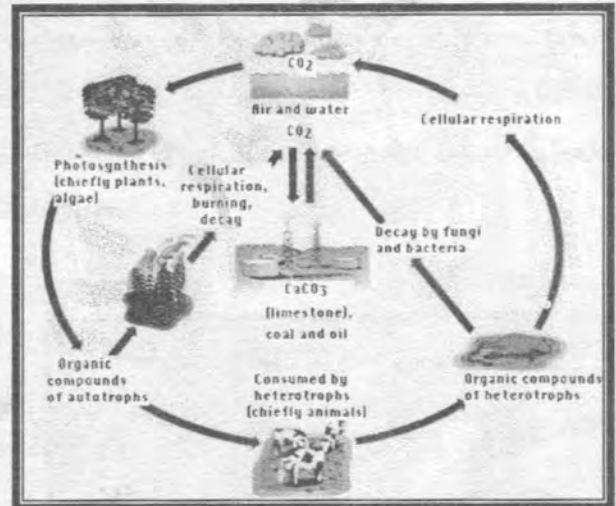 CO2
Air and water
CO2
Cellular respiration
Photosynthesis
(chiefly plants,
algae)
Cellular
respiration,
burning,
decay
Decay by fungi
and bacteria
CaCO3
(limestone),
coal and oil
Organic
compounds
of autotrophs
Consumed by
heterotrophs
(chiefly animals)
Organic compounds
of heterotrophs